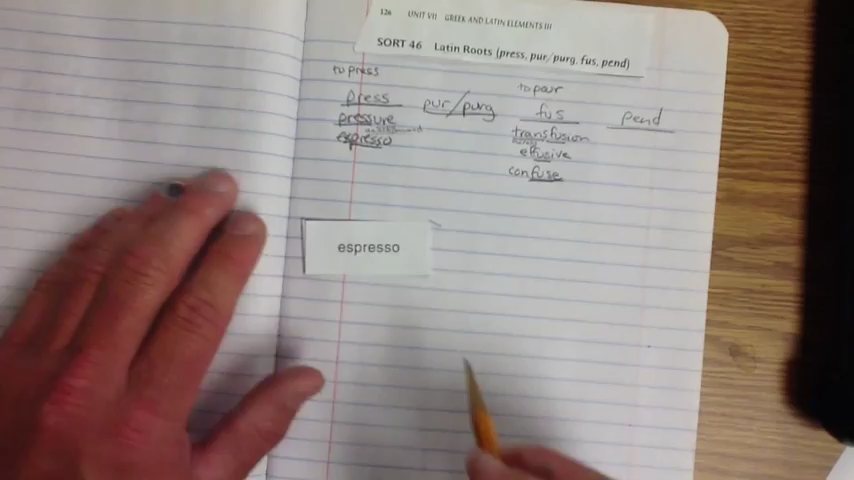 126 UNIT VII GREEK AND LATIN ELEMENTS III
SORT 46 Latin Roots (press, pur/purg, fus, pend)
to press
to pour
press
pur/purg
fus
pend
pressure
transfusion
espresso
effusive
confuse
espresso